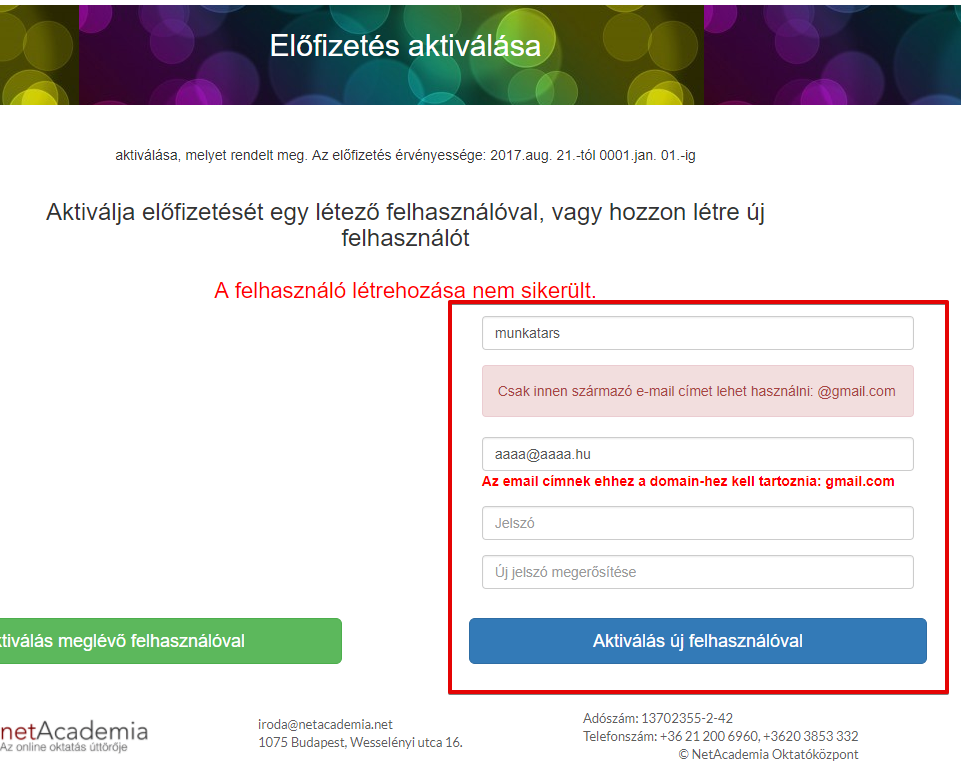 Előfizetés aktiválása
aktiválása, melyet rendelt meg. Az előfizetés érvényessége: 2017.aug. 21.-tól 0001.jan. 01.-ig
Aktiválja előfizetését egy létező felhasználóval, vagy hozzon létre új
felhasználót
A felhasználó létrehozása nem sikerült.
munkatars
Csak innen származó e-mail címet lehet használni: @gmail.com
aaaa@aaaa.hu
Az email címnek ehhez a domain-hez kell tartoznia: gmail.com
Jelszó
Új jelszó megerősítése
ktiválás meglévő felhasználóval
Aktiválás új felhasználóval
netAcademia
Az online oktatás úttörője
iroda@netacademia.net
1075 Budapest, Wesselényi utca 16.
Adószám: 13702355-2-42
Telefonszám: +36 21 200 6960, +3620 3853 332
© NetAcademia Oktatóközpont